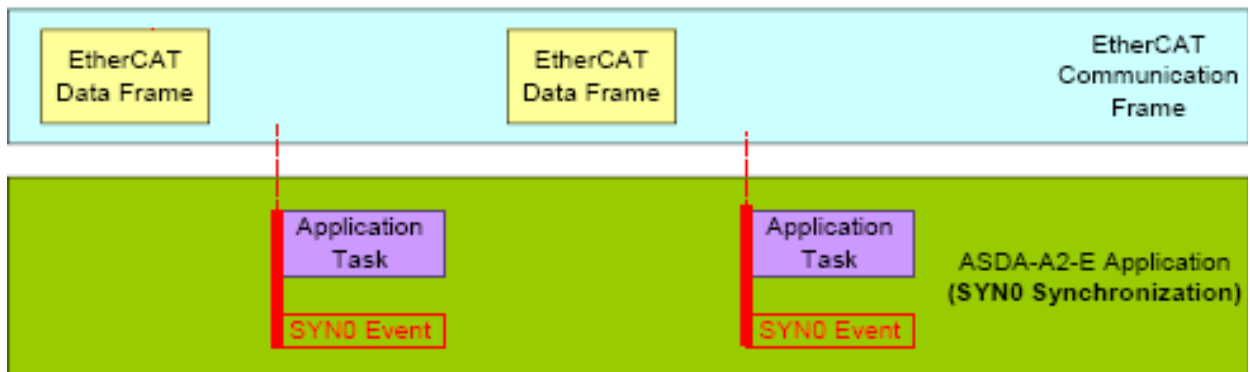 EtherCAT
Data Frame
EtherCAT
Data Frame
EtherCAT
Communication
Frame
Application
Task
SYN0 Event
Application
Task
SYN0 Event
ASDA-A2-E Application
(SYN0 Synchronization)